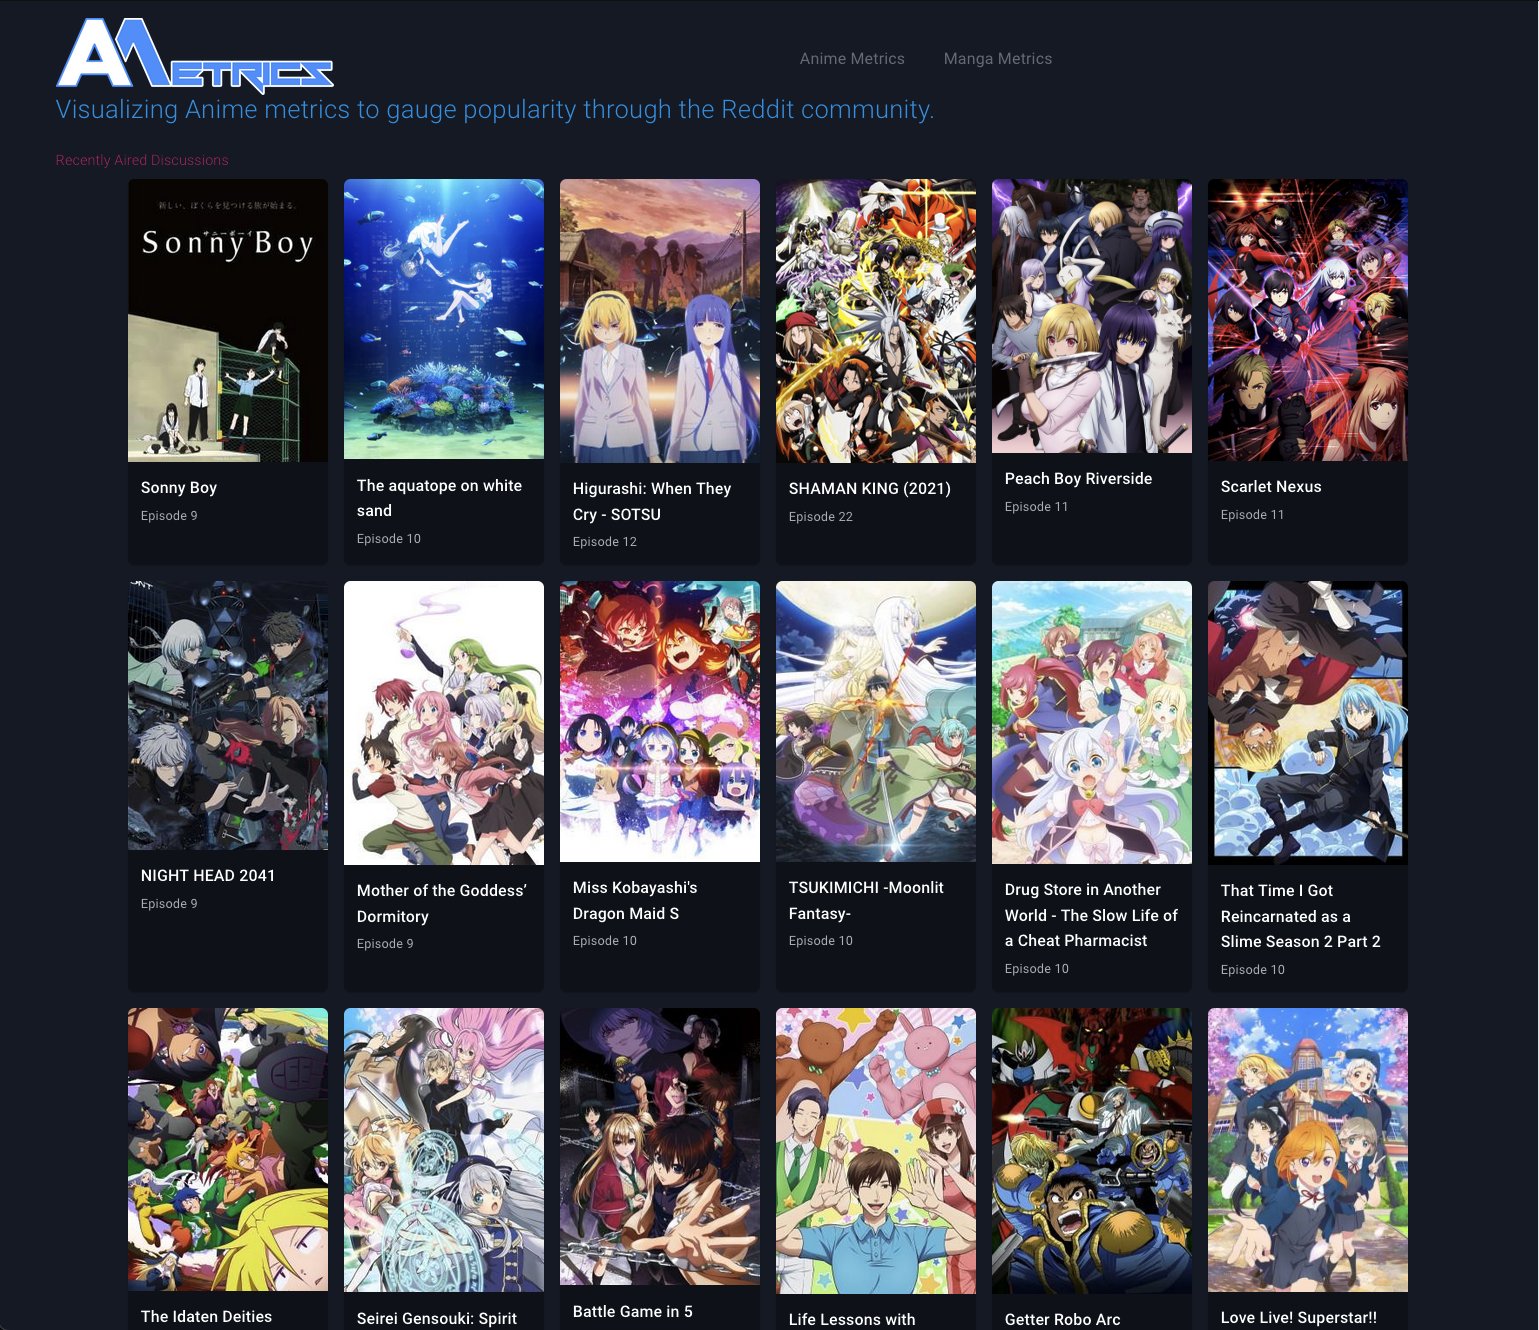 AMETRICS
Anime Metrics
Manga Metrics
Visualizing Anime metrics to gauge popularity through the Reddit community.
Recently Aired Discussions
新しい、ぼくらを見つける旅が始まる。
サニーボーイ
Sonny Boy
Sonny Boy
Episode 9
The aquatope on white
sand
Episode 10
Higurashi: When They
Cry - SOTSU
Episode 12
SHAMAN KING (2021)
Episode 22
Peach Boy Riverside
Episode 11
Scarlet Nexus
Episode 11
NIGHT HEAD 2041
Episode 9
Mother of the Goddess’
Dormitory
Episode 9
Miss Kobayashi's
Dragon Maid S
Episode 10
TSUKIMICHI -Moonlit
Fantasy-
Episode 10
Drug Store in Another
World - The Slow Life of
a Cheat Pharmacist
Episode 10
That Time I Got
Reincarnated as a
Slime Season 2 Part 2
Episode 10
The Idaten Deities
Seirei Gensouki: Spirit
Battle Game in 5
Life Lessons with
Getter Robo Arc
Love Live! Superstar!!